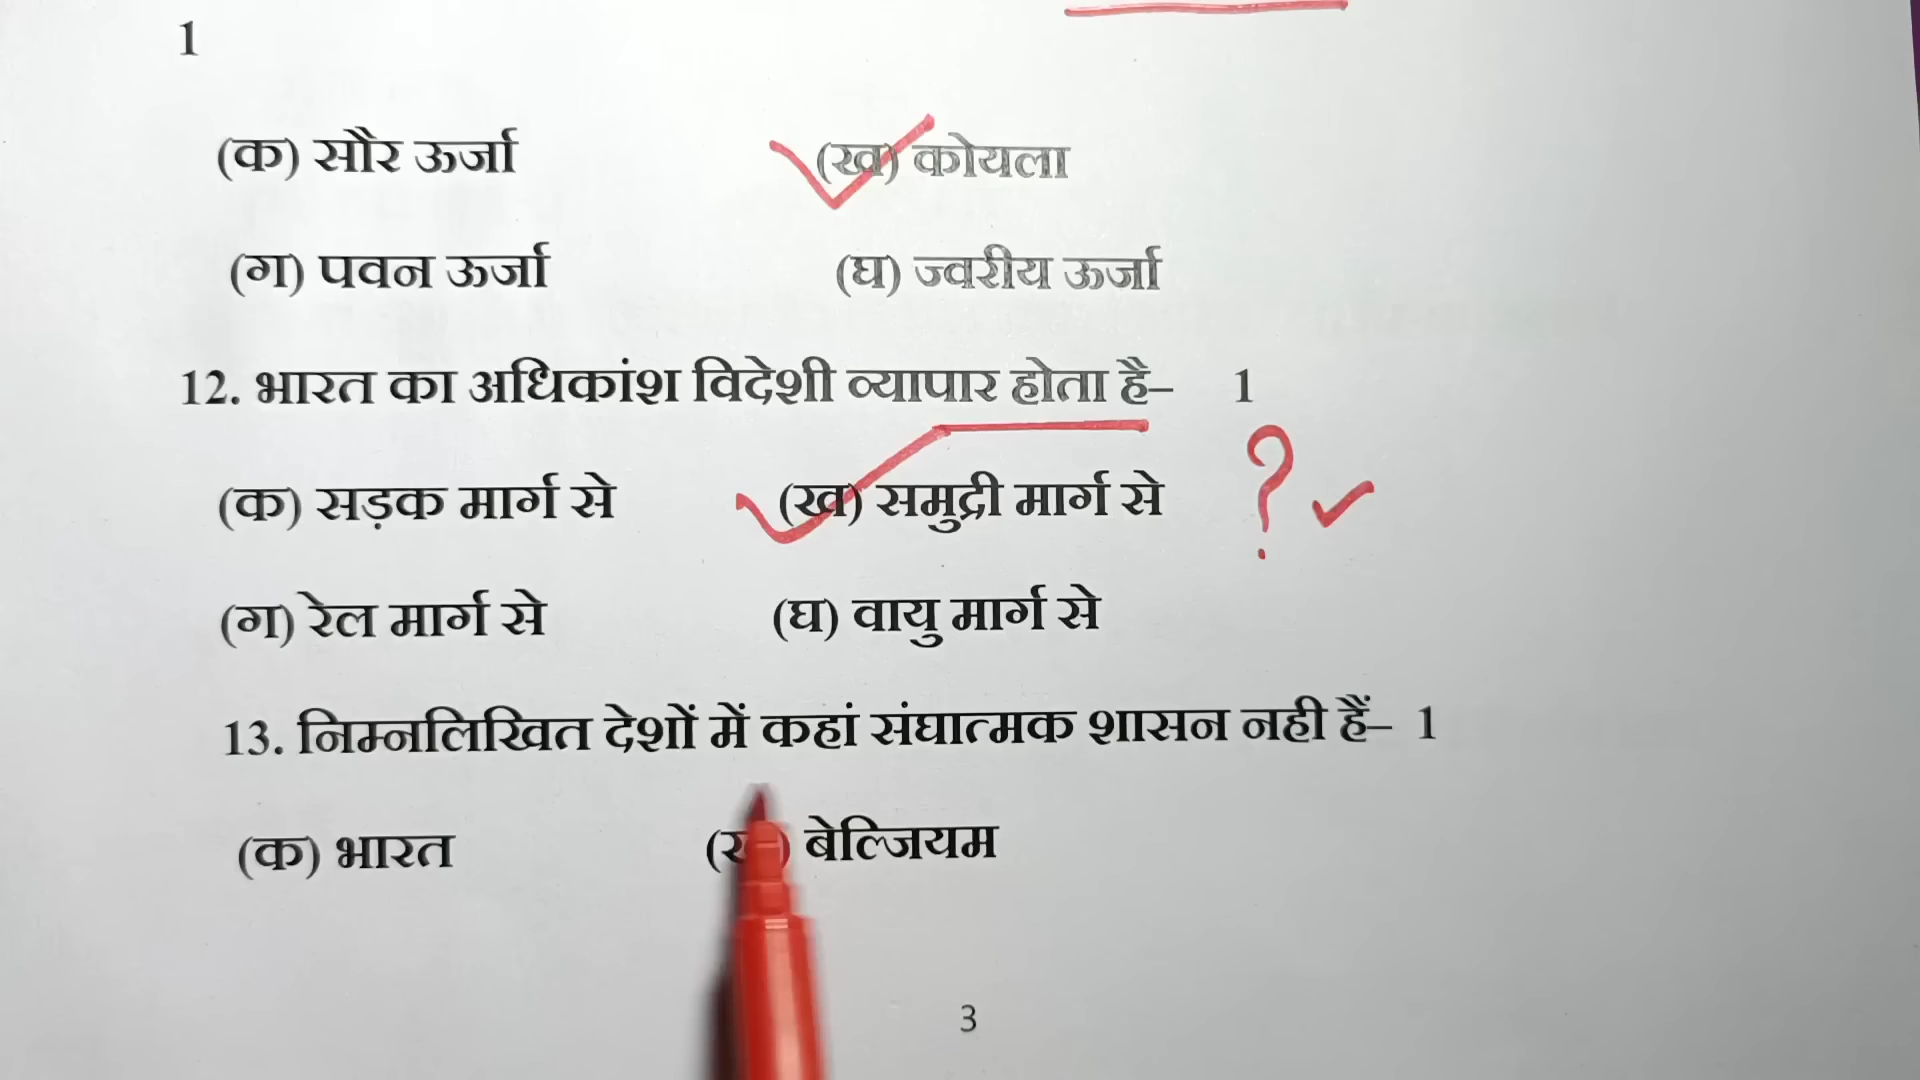 1
(क) सौर ऊर्जा (ख) कोयला
(ग) पवन ऊर्जा (घ) ज्वरीय ऊर्जा
12. भारत का अधिकांश विदेशी व्यापार होता है– 1
(क) सड़क मार्ग से (ख) समुद्री मार्ग से ?
(ग) रेल मार्ग से (घ) वायु मार्ग से
13. निम्नलिखित देशों में कहां संघात्मक शासन नही हैं– 1
(क) भारत (ख) बेल्जियम
3